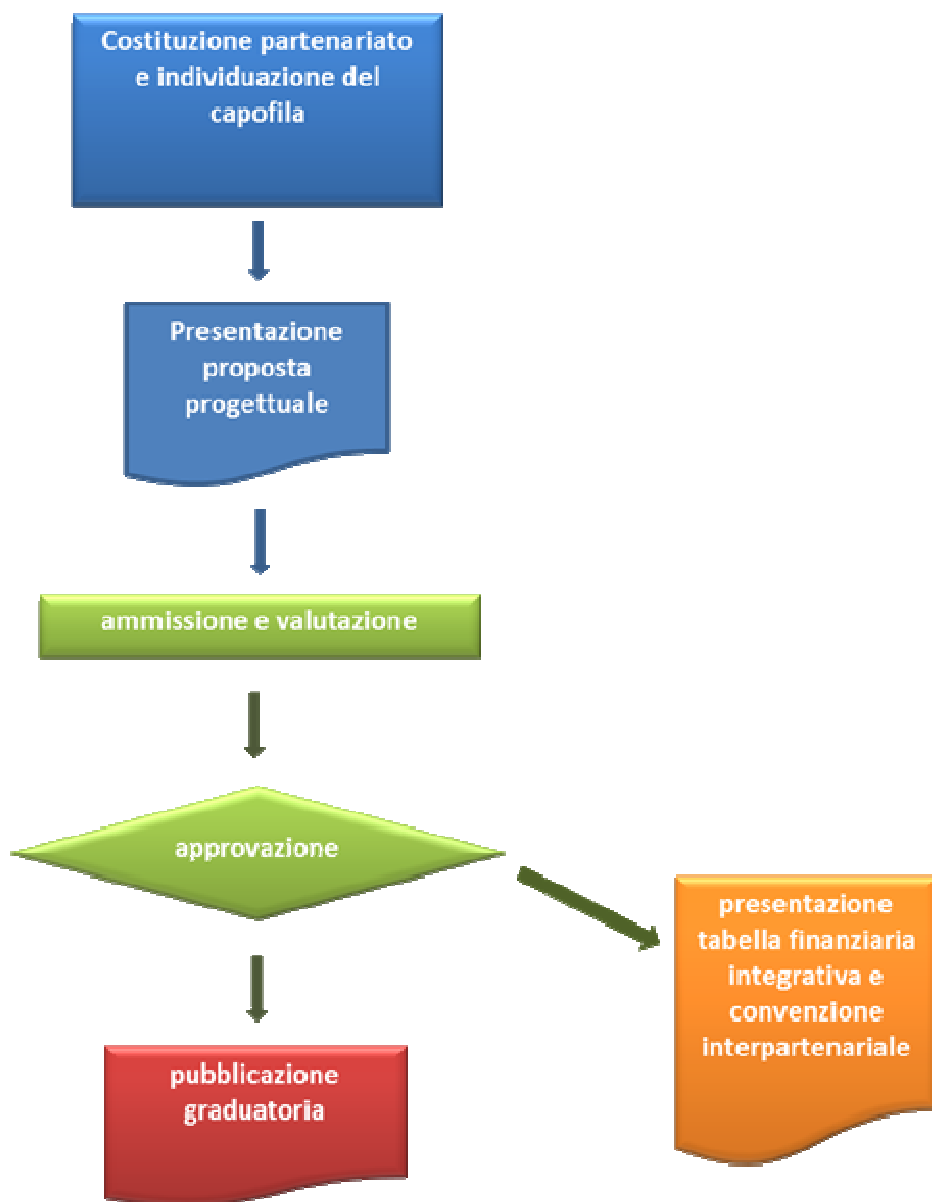 Costituzione partenariato
e individuazione del
capofila
Presentazione
proposta
progettuale
ammissione e valutazione
approvazione
presentazione
tabella finanziaria
integrativa e
convenzione
interpartenariale
pubblicazione
graduatoria